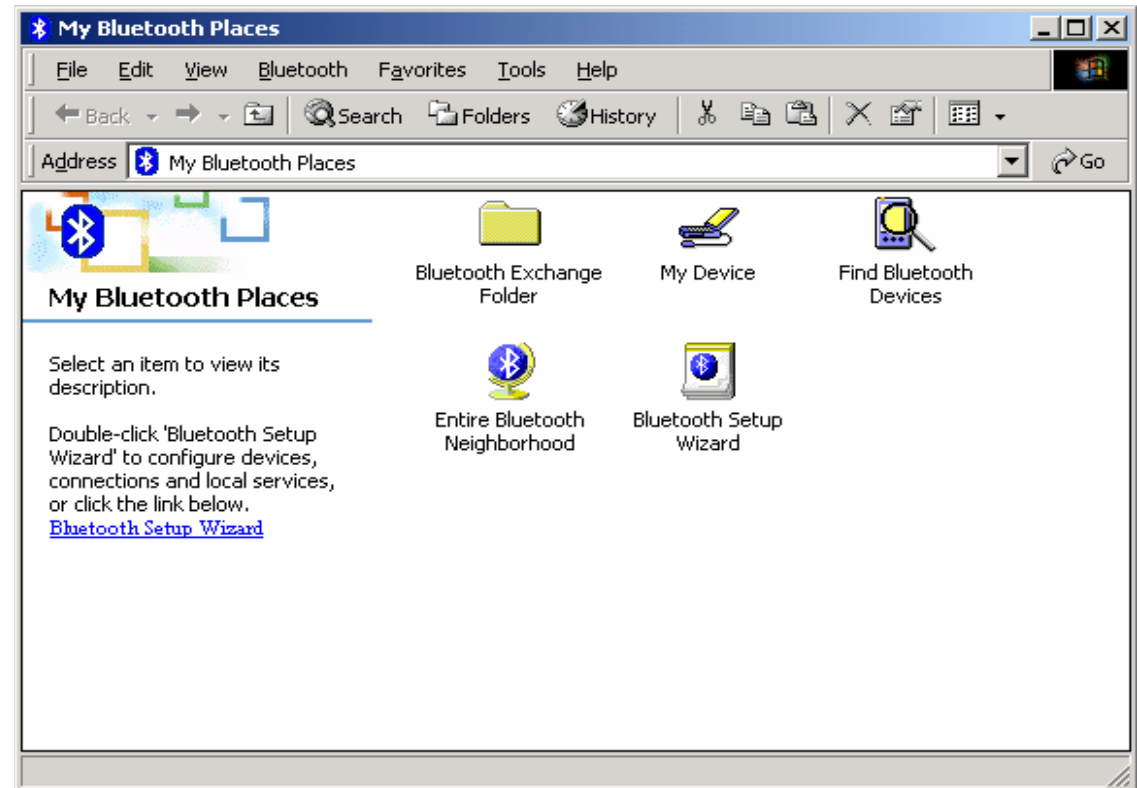 My Bluetooth Places
File Edit View Bluetooth Favorites Tools Help
Back Search Folders History
Address My Bluetooth Places Go
My Bluetooth Places
Select an item to view its
description.
Double-click 'Bluetooth Setup
Wizard' to configure devices,
connections and local services,
or click the link below.
Bluetooth Setup Wizard
Bluetooth Exchange
Folder
My Device
Find Bluetooth
Devices
Entire Bluetooth
Neighborhood
Bluetooth Setup
Wizard